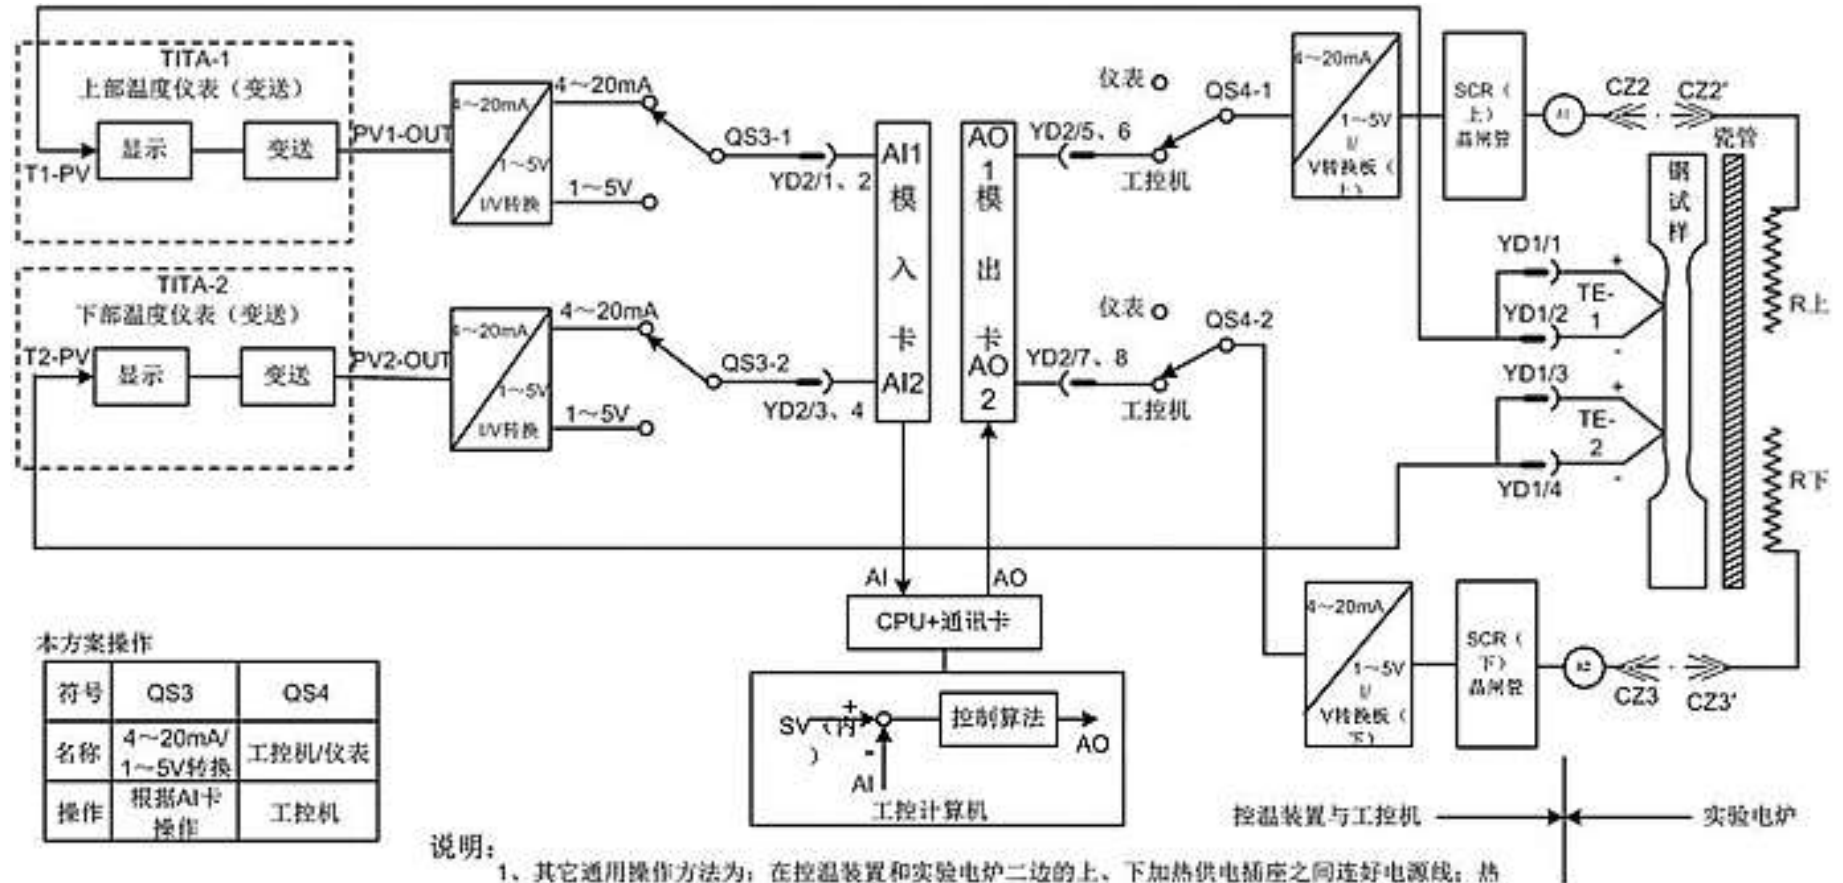 TITA-1
上部温度仪表（变送）
显示
变送
T1-PV
PV1-OUT
4～20mA
1～5V
I/V转换
4～20mA
1～5V
QS3-1
YD2/1、2
AI1
模
入
卡
AI2
AO
1
模
出
卡
AO
2
YD2/5、6
仪表
工控机
QS4-1
4～20mA
1～5V
I/
V转换板（
上）
SCR（
上）
晶闸管
A1
CZ2
CZ2'
瓷管
钢
试
样
R上
YD1/1
+
TE-
1
YD1/2
-
YD1/3
+
TE-
2
-
YD1/4
R下
TITA-2
下部温度仪表（变送）
显示
变送
T2-PV
PV2-OUT
4～20mA
1～5V
I/V转换
4～20mA
1～5V
QS3-2
YD2/3、4
YD2/7、8
仪表
工控机
QS4-2
4～20mA
1～5V
I/
V转换板（
下）
SCR（
下）
晶闸管
CZ3
CZ3'
AI
AO
CPU+通讯卡
SV（内
）
+
-
AI
控制算法
AO
工控计算机
本方案操作
符号 QS3 QS4
名称 4～20mA/
1～5V转换 工控机/仪表
操作 根据AI卡
操作 工控机
控温装置与工控机
实验电炉
说明：
1、其它通用操作方法为：在控温装置和实验电炉二边的上、下加热供电插座之间连好电源线；热